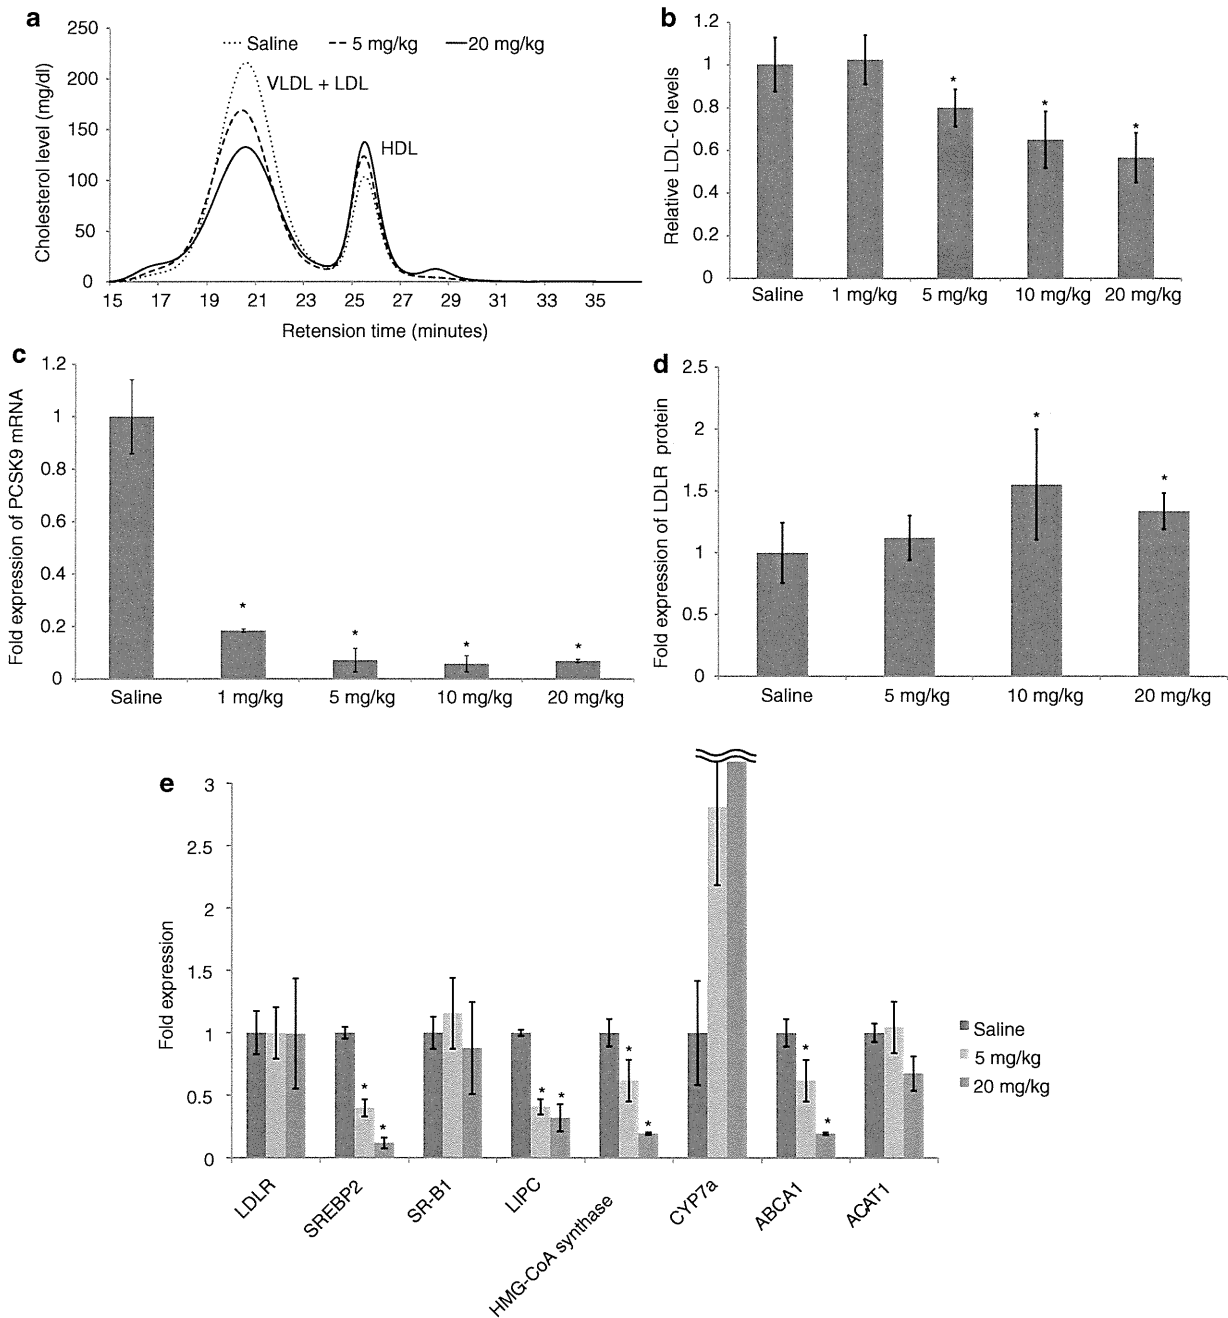 a
250
200
150
100
50
0
Cholesterol level (mg/dl)
Saline 5 mg/kg 20 mg/kg
VLDL + LDL
HDL
15 17 19 21 23 25 27 29 31 33 35
Retension time (minutes)
b
1.2
1
0.8
0.6
0.4
0.2
0
Relative LDL-C levels
* * *
Saline 1 mg/kg 5 mg/kg 10 mg/kg 20 mg/kg
c
1.2
1
0.8
0.6
0.4
0.2
0
Fold expression of PCSK9 mRNA
* * * *
Saline 1 mg/kg 5 mg/kg 10 mg/kg 20 mg/kg
d
2.5
2
1.5
1
0.5
0
Fold expression of LDLR protein
* *
Saline 5 mg/kg 10 mg/kg 20 mg/kg
e
3
2.5
2
1.5
1
0.5
0
Fold expression
* * * * * * * *
LDLR SREBP2 SR-B1 LIPC HMG-CoA synthase CYP7a ABCA1 ACAT1
Saline
5 mg/kg
20 mg/kg